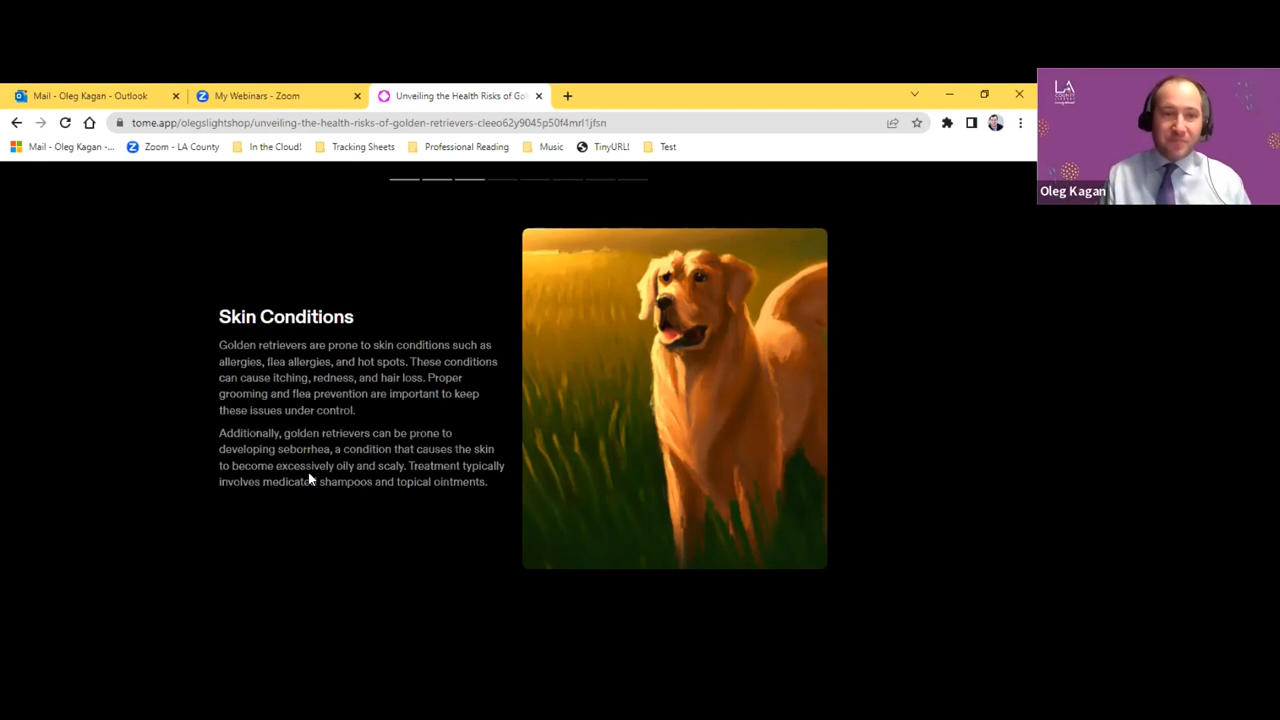 Mail - Oleg Kagan - Outlook
My Webinars - Zoom
Unveiling the Health Risks of Go
tome.app/olegslightshop/unveiling-the-health-risks-of-golden-retrievers-cleeo62y9045p50f4mrl1jfsn
Mail - Oleg Kagan -...
Zoom - LA County
In the Cloud!
Tracking Sheets
Professional Reading
Music
TinyURL!
Test
LA
COUNTY
LIBRARY
Oleg Kagan
Skin Conditions
Golden retrievers are prone to skin conditions such as
allergies, flea allergies, and hot spots. These conditions
can cause itching, redness, and hair loss. Proper
grooming and flea prevention are important to keep
these issues under control.
Additionally, golden retrievers can be prone to
developing seborrhea, a condition that causes the skin
to become excessively oily and scaly. Treatment typically
involves medicated shampoos and topical ointments.